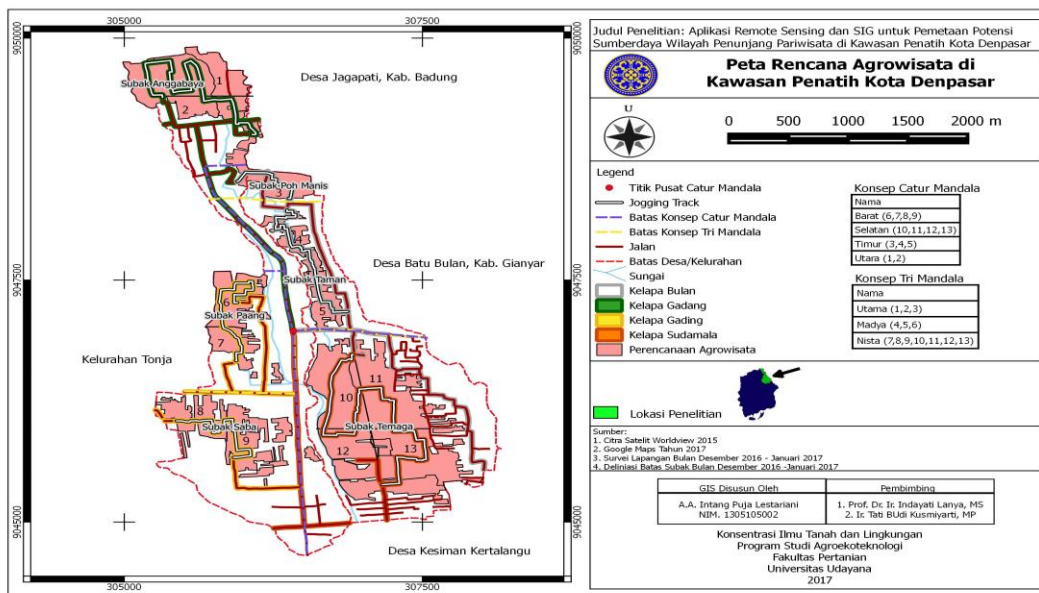 305000
307500
9050000
9050000
9047500
9047500
9045000
9045000
305000
307500
Desa Jagapati, Kab. Badung
Subak Anggabaya
1
2
Subak Poh Manis
3
4
Desa Batu Bulan, Kab. Gianyar
Subak Taman
5
6
Subak Paang
7
Kelurahan Tonja
8
Subak Saba
9
10
11
Subak Temaga
12
13
Desa Kesiman Kertalangu
Judul Penelitian: Aplikasi Remote Sensing dan SIG untuk Pemetaan Potensi
Sumberdaya Wilayah Penunjang Pariwisata di Kawasan Penatih Kota Denpasar
Peta Rencana Agrowisata di
Kawasan Penatih Kota Denpasar
U
0 500 1000 1500 2000 m
Legend
Titik Pusat Catur Mandala
Jogging Track
Batas Konsep Catur Mandala
Batas Konsep Tri Mandala
Jalan
Batas Desa/Kelurahan
Sungai
Kelapa Bulan
Kelapa Gadang
Kelapa Gading
Kelapa Sudamala
Perencanaan Agrowisata
Konsep Catur Mandala
Nama
Barat (6,7,8,9)
Selatan (10,11,12,13)
Timur (3,4,5)
Utara (1,2)
Konsep Tri Mandala
Nama
Utama (1,2,3)
Madya (4,5,6)
Nista (7,8,9,10,11,12,13)
Lokasi Penelitian
Sumber:
1. Citra Satelit Worldview 2015
2. Google Maps Tahun 2017
3. Survei Lapangan Bulan Desember 2016 - Januari 2017
4. Deliniasi Batas Subak Bulan Desember 2016 -Januari 2017
GIS Disusun Oleh
A.A. Intang Puja Lestariani
NIM. 1305105002
Pembimbing
1. Prof. Dr. Ir. Indayati Lanya, MS
2. Ir. Tati BUdi Kusmiyarti, MP
Konsentrasi Ilmu Tanah dan Lingkungan
Program Studi Agroekoteknologi
Fakultas Pertanian
Universitas Udayana
2017